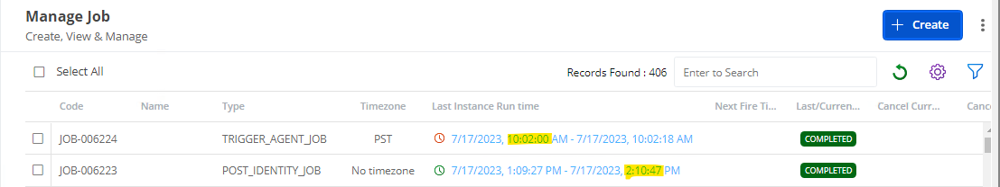 Manage Job
Create, View & Manage
+ Create
Select All
Records Found : 406
Enter to Search
Code Name Type Timezone Last Instance Run time Next Fire Ti... Last/Curren... Cancel Curr... Canc
JOB-006224 TRIGGER_AGENT_JOB PST 7/17/2023, 10:02:00 AM - 7/17/2023, 10:02:18 AM COMPLETED
JOB-006223 POST_IDENTITY_JOB No timezone 7/17/2023, 1:09:27 PM - 7/17/2023, 2:10:47 PM COMPLETED